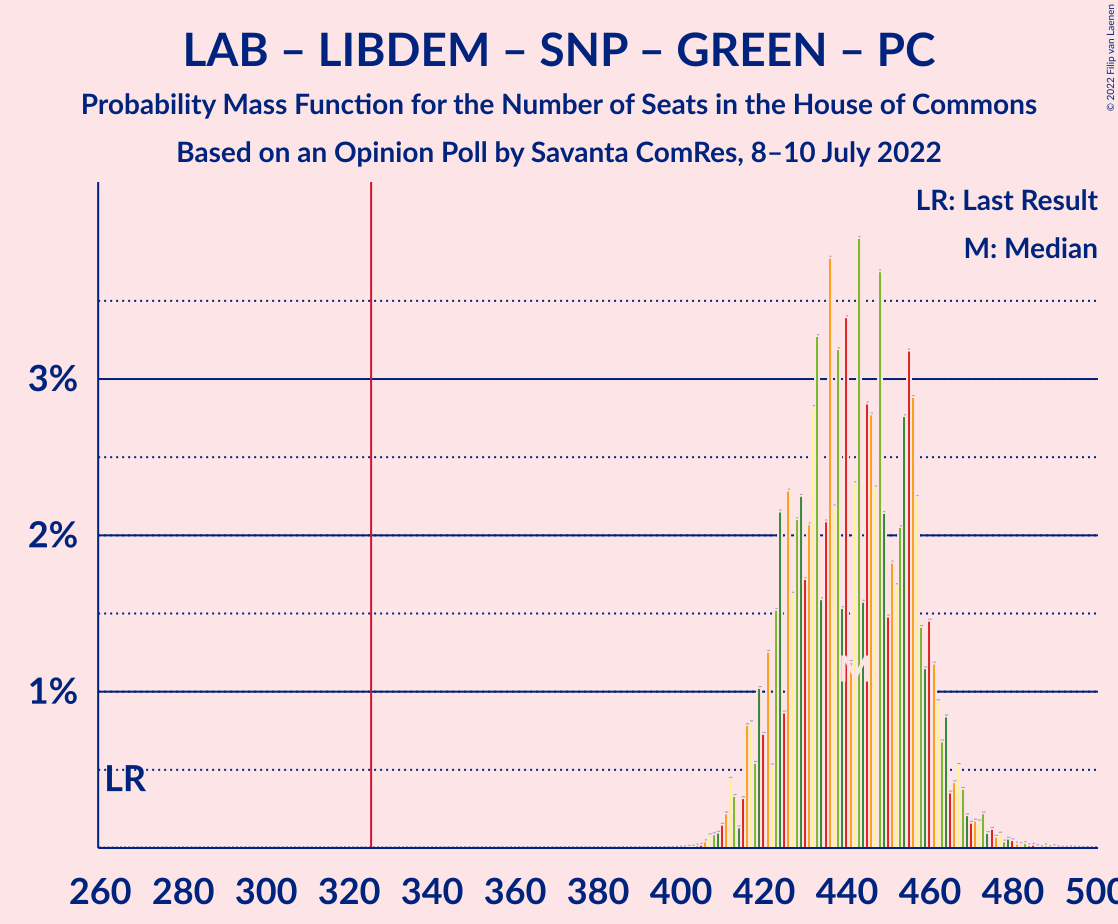 LAB – LIBDEM – SNP – GREEN – PC
Probability Mass Function for the Number of Seats in the House of Commons
Based on an Opinion Poll by Savanta ComRes, 8–10 July 2022
© 2022 Filip van Laenen
LR: Last Result
M: Median
3%
2%
1%
LR
M
260 280 300 320 340 360 380 400 420 440 460 480 500